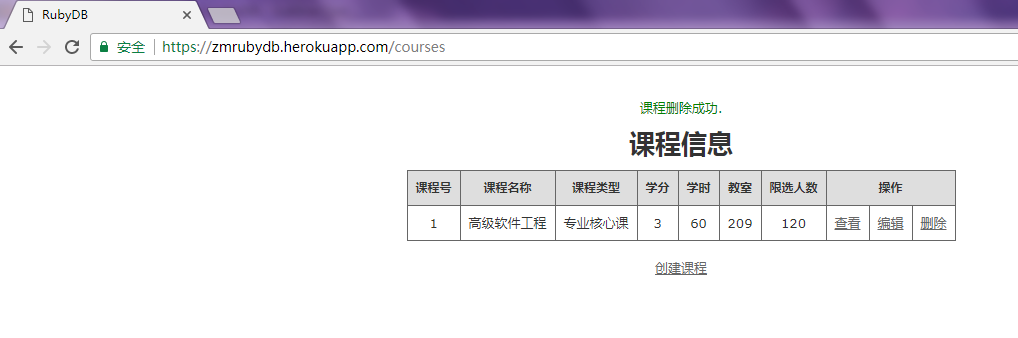 RubyDB
安全 https://zmrubydb.herokuapp.com/courses
课程删除成功.
课程信息
课程号 课程名称 课程类型 学分 学时 教室 限选人数 操作
1 高级软件工程 专业核心课 3 60 209 120 查看 编辑 删除
创建课程